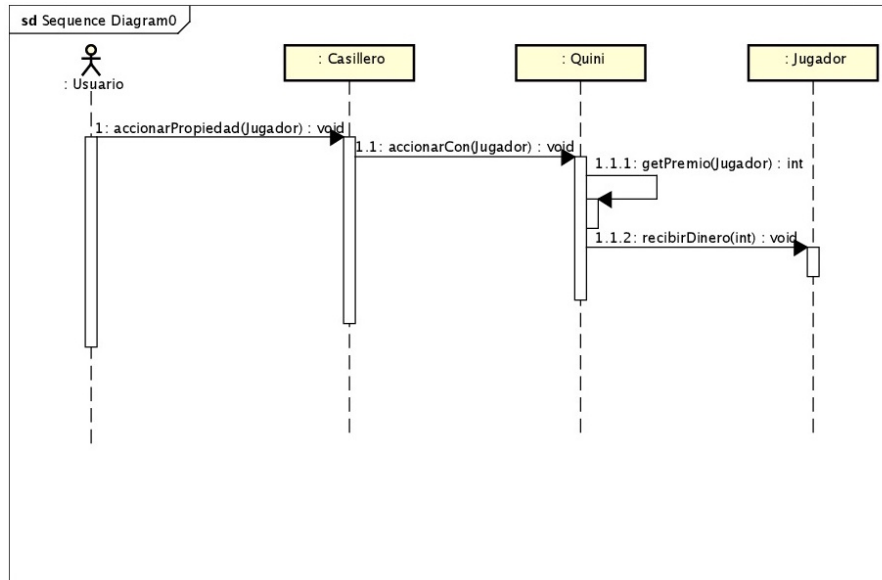 sd Sequence Diagram0
: Usuario
: Casillero
: Quini
: Jugador
1: accionarPropiedad(Jugador) : void
1.1: accionarCon(Jugador) : void
1.1.1: getPremio(Jugador) : int
1.1.2: recibirDinero(int) : void